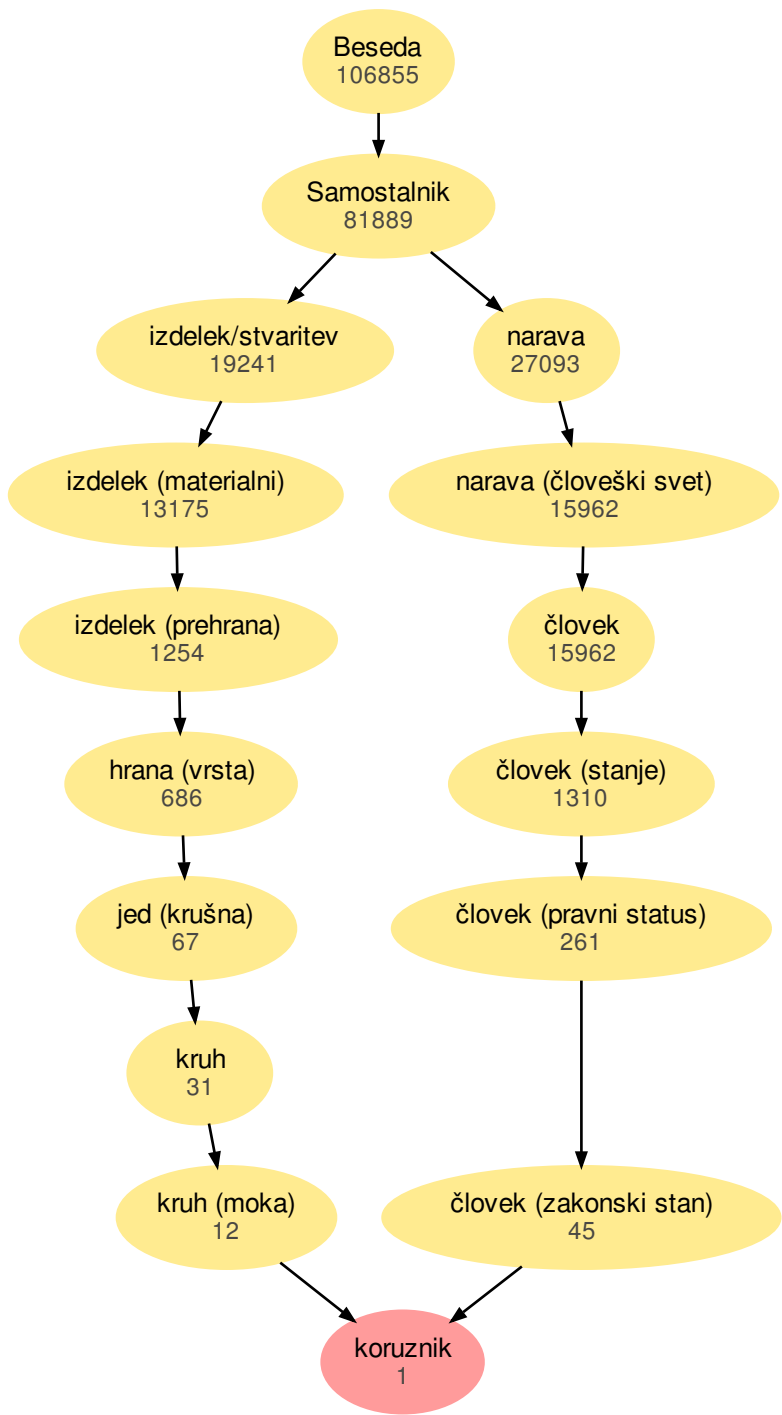 Beseda
106855
Samostalnik
81889
izdelek/stvaritev
19241
narava
27093
izdelek (materialni)
13175
narava (človeški svet)
15962
izdelek (prehrana)
1254
človek
15962
hrana (vrsta)
686
človek (stanje)
1310
jed (krušna)
67
človek (pravni status)
261
kruh
31
kruh (moka)
12
človek (zakonski stan)
45
koruznik
1